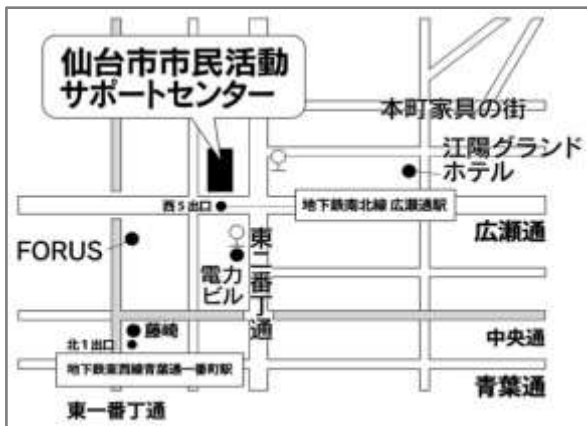 仙台市市民活動
サポートセンター
本町家具の街
江陽グランド
ホテル
西5出口
地下鉄南北線 広瀬通駅
広瀬通
FORUS
電力
ビル
東二番丁通
藤崎
中央通
北1出口
地下鉄東西線青葉通一番町駅
青葉通
東一番丁通